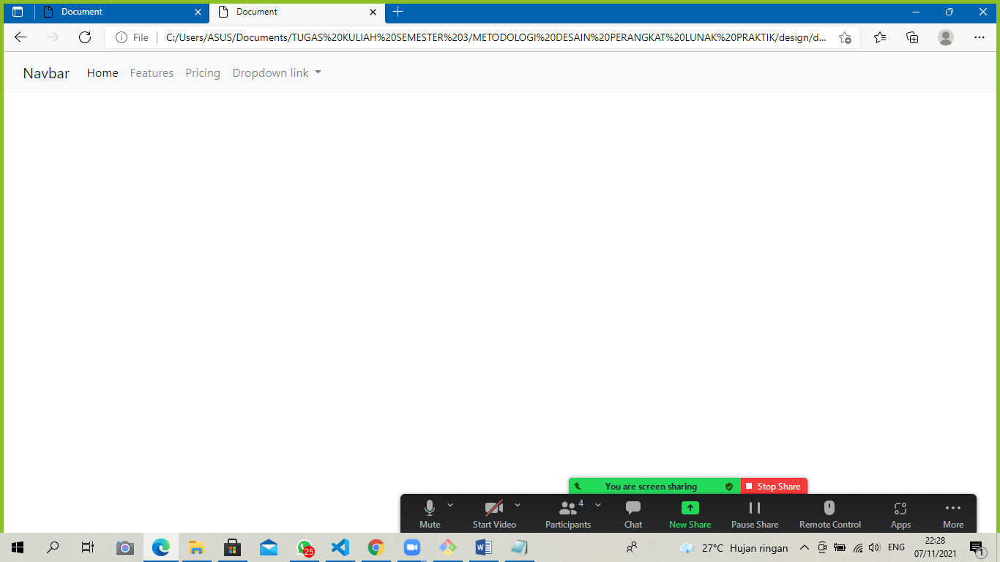 Document
Document
File
C:/Users/ASUS/Documents/TUGAS%20KULIAH%20SEMESTER%203/METODOLOGI%20DESAIN%20PERANGKAT%20LUNAK%20PRAKTIK/design/d...
Navbar Home Features Pricing Dropdown link
You are screen sharing Stop Share
4
Mute Start Video Participants Chat New Share Pause Share Remote Control Apps More
25
27°C Hujan ringan
ENG
22:28
07/11/2021
1